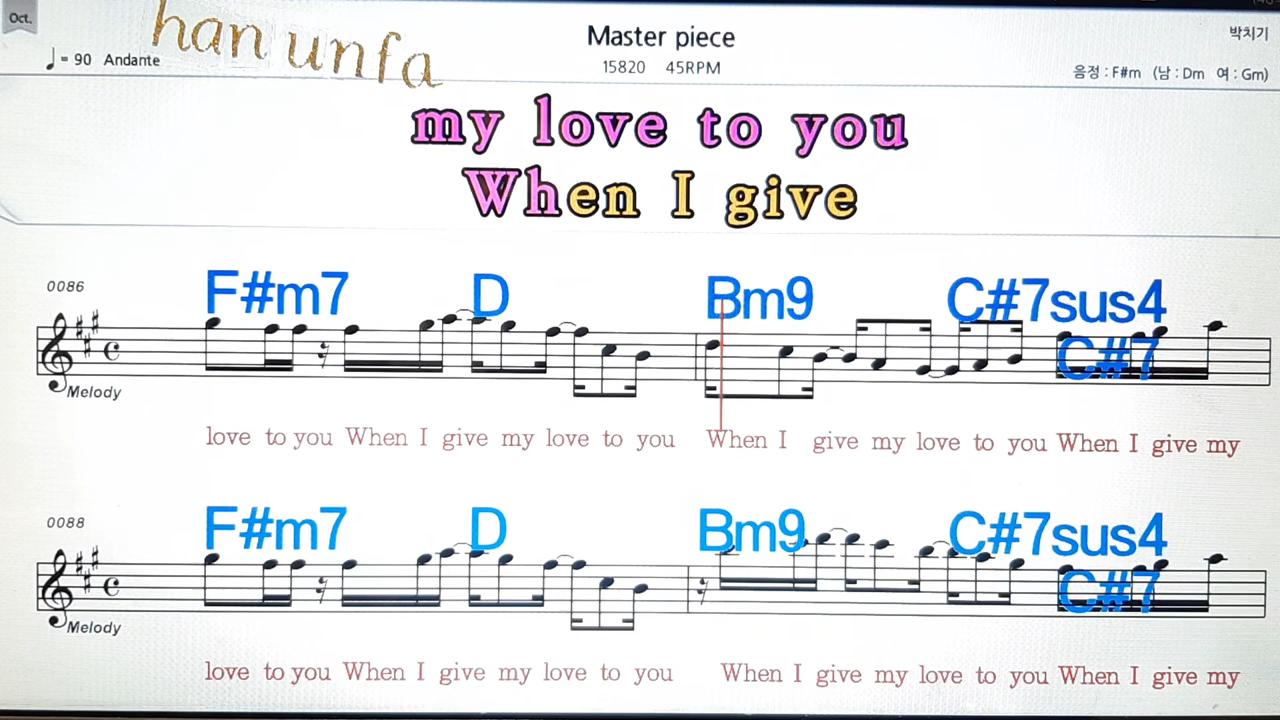 Oct.
han unfa
Master piece
박치기
♩= 90 Andante
15820 45RPM
음정 : F#m (남 : Dm 여 : Gm)
my love to you
When I give
0086
F#m7 D Bm9 C#7sus4
C#7
Melody
love to you When I give my love to you When I give my love to you When I give my
0088
F#m7 D Bm9 C#7sus4
C#7
Melody
love to you When I give my love to you When I give my love to you When I give my